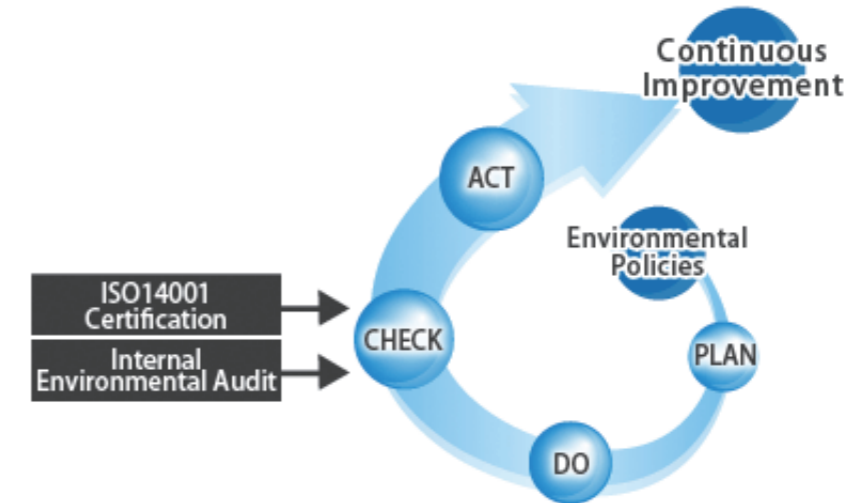 Continuous
Improvement
ACT
Environmental
Policies
ISO14001
Certification
CHECK
PLAN
Internal
Environmental Audit
DO